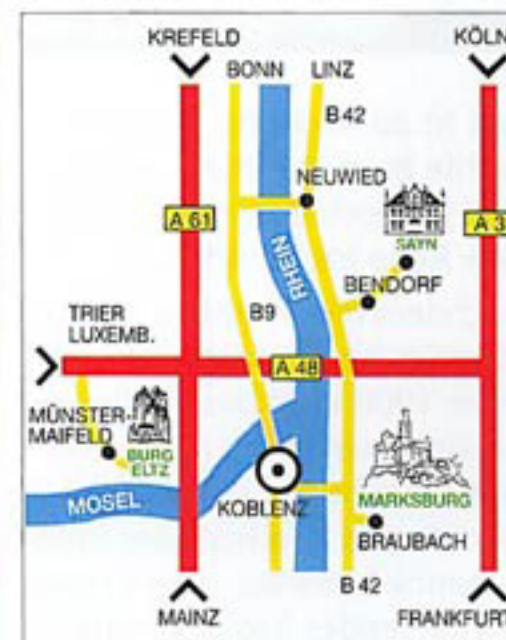 KREFELD
KÖLN
BONN
LINZ
B 42
NEUWIED
A 61
SAYN
A 3
RHEIN
BENDORF
TRIER
LUXEMB.
B9
A 48
MÜNSTER-
MAIFELD
BURG
ELTZ
MOSEL
KOBLENZ
MARKSBURG
BRAUBACH
B 42
MAINZ
FRANKFURT